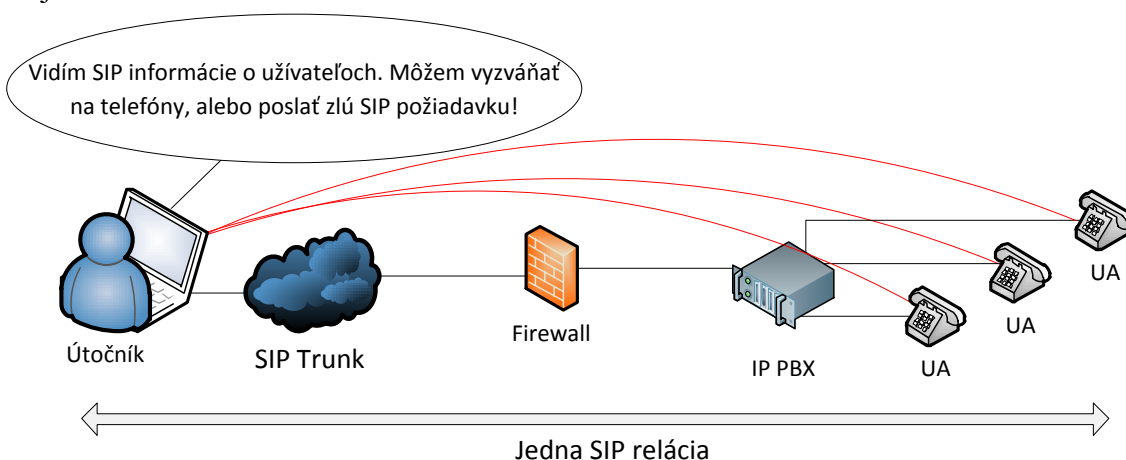 Vidím SIP informácie o užívateľoch. Môžem vyzváňať
na telefóny, alebo poslať zlú SIP požiadavku!
UA
Firewall
UA
Útočník
SIP Trunk
IP PBX
UA
Jedna SIP relácia